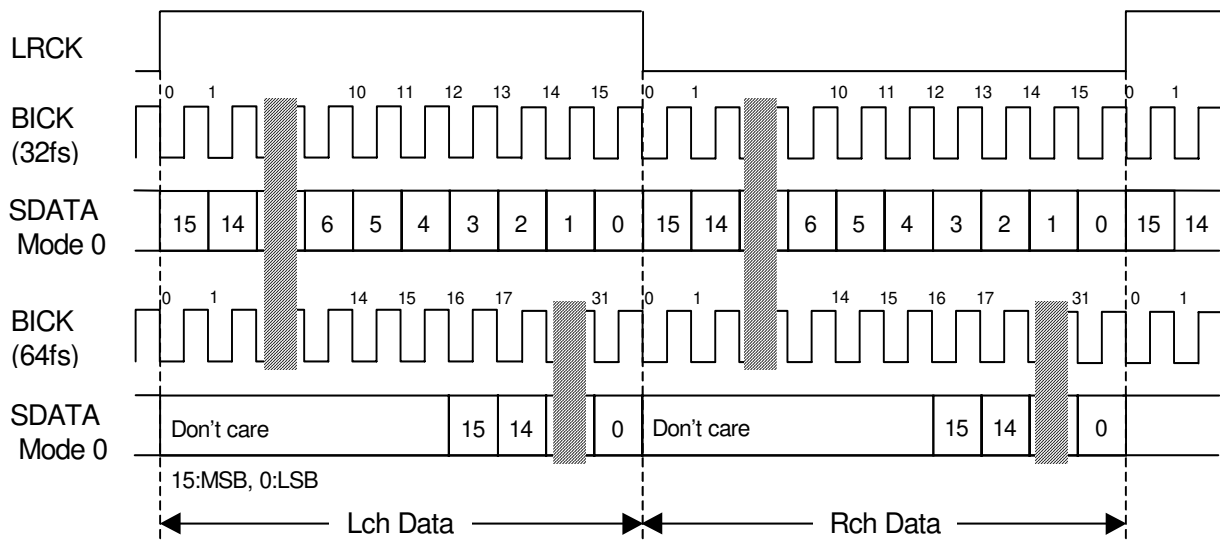 LRCK
0 1 10 11 12 13 14 15 0 1 10 11 12 13 14 15 0 1
BICK
(32fs)
SDATA
Mode 0
15 14 6 5 4 3 2 1 0 15 14 6 5 4 3 2 1 0 15 14
0 1 14 15 16 17 31 0 1 14 15 16 17 31 0 1
BICK
(64fs)
SDATA
Mode 0
Don't care 15 14 0 Don't care 15 14 0
15:MSB, 0:LSB
Lch Data Rch Data